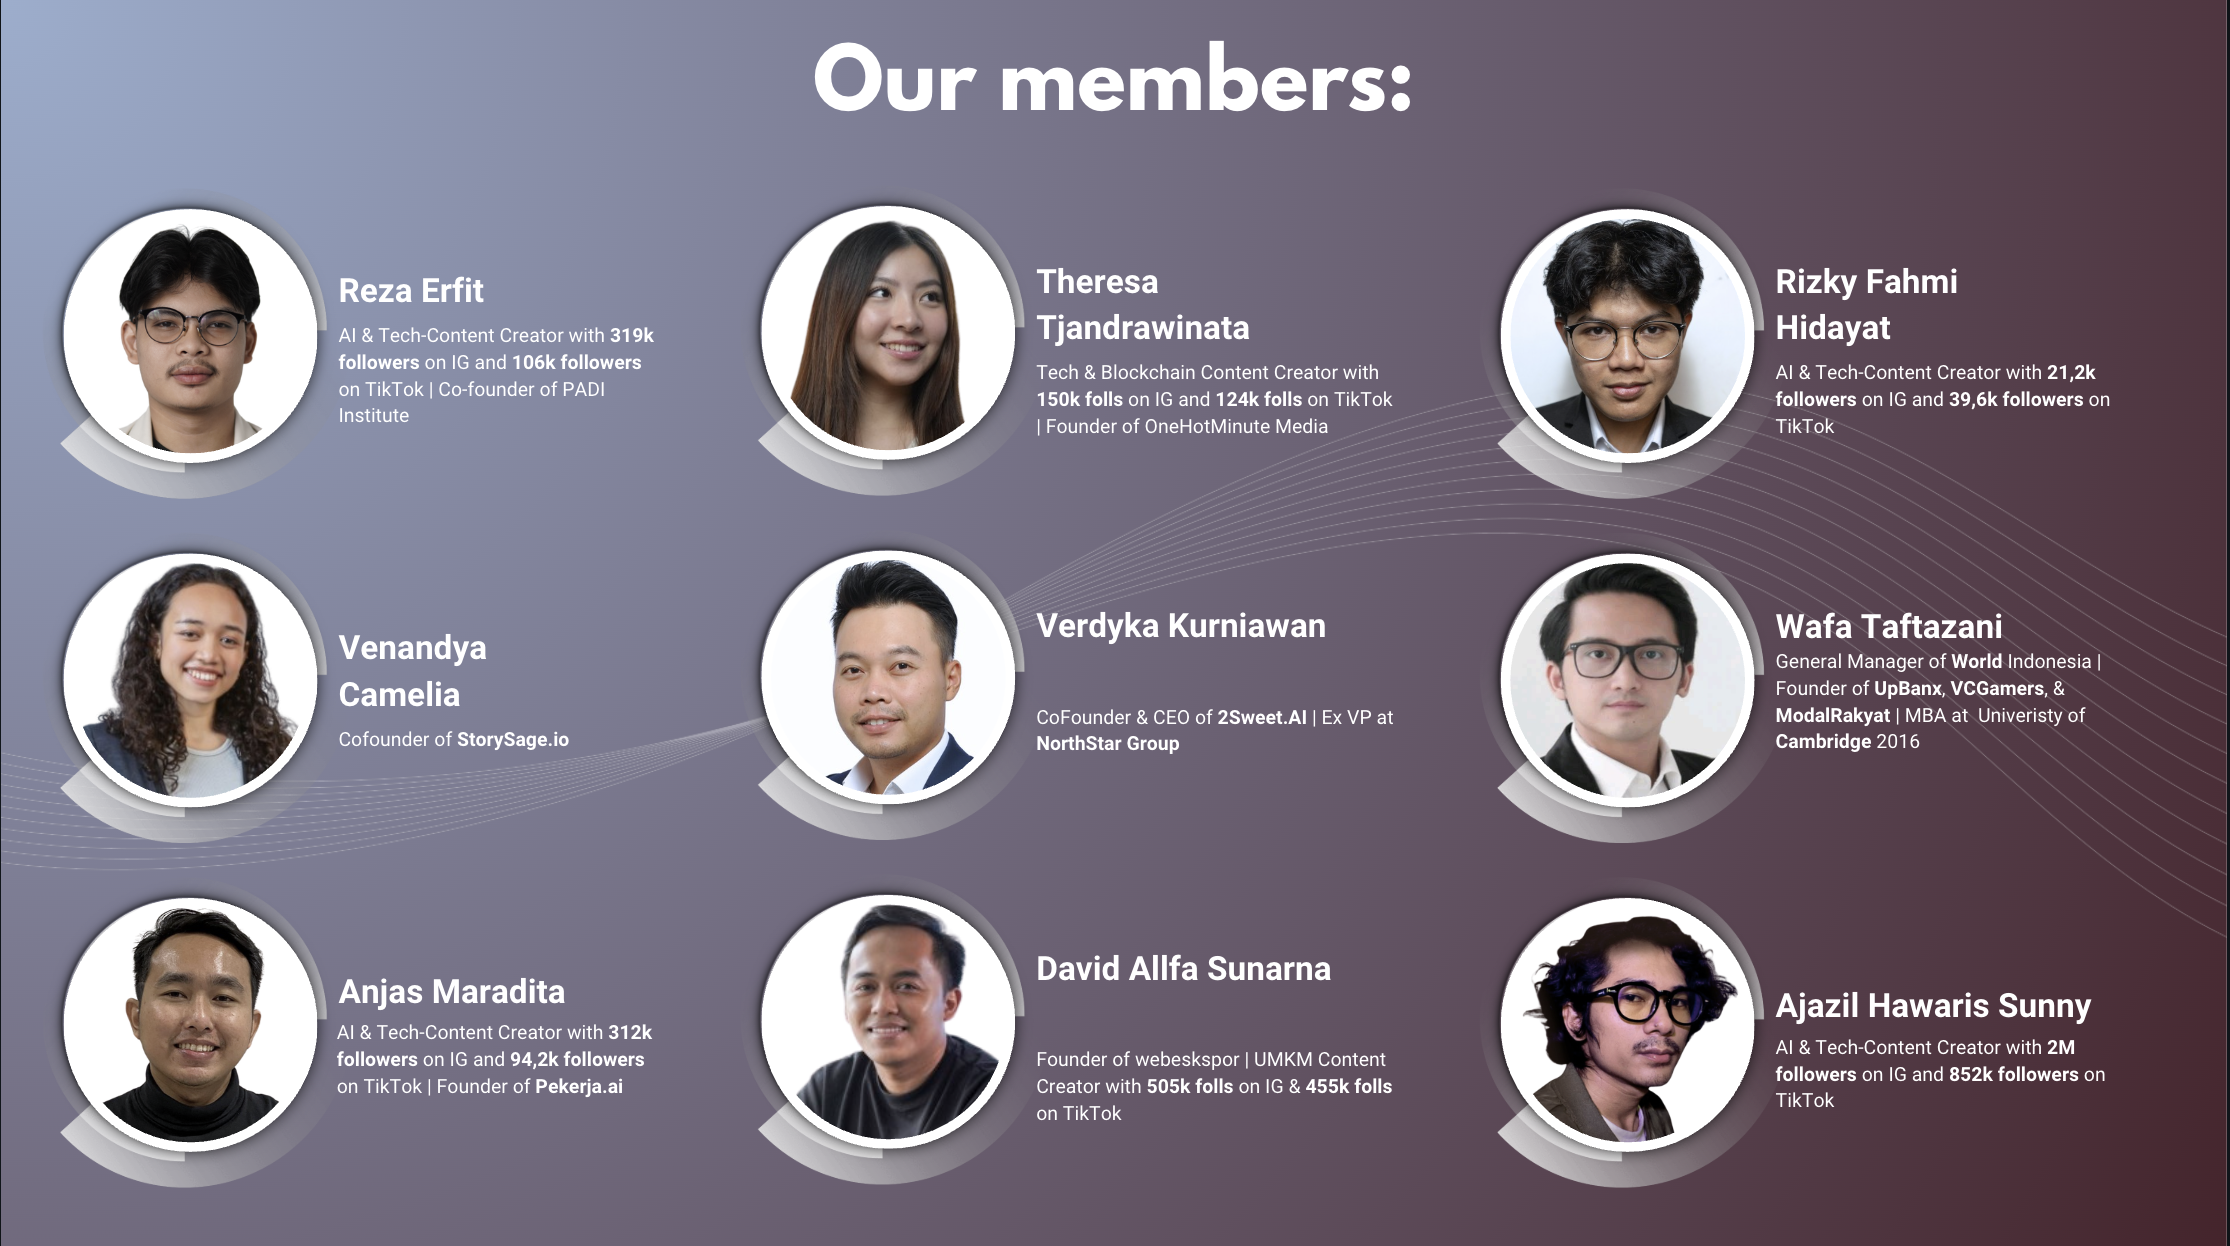 Our members:
Reza Erfit
AI & Tech-Content Creator with 319k
followers on IG and 106k followers
on TikTok | Co-founder of PADI
Institute
Theresa
Tjandrawinata
Tech & Blockchain Content Creator with
150k folls on IG and 124k folls on TikTok
| Founder of OneHotMinute Media
Rizky Fahmi
Hidayat
AI & Tech-Content Creator with 21,2k
followers on IG and 39,6k followers on
TikTok
Venandya
Camelia
Cofounder of StorySage.io
Verdyka Kurniawan
CoFounder & CEO of 2Sweet.AI | Ex VP at
NorthStar Group
Wafa Taftazani
General Manager of World Indonesia |
Founder of UpBanx, VCGamers, &
ModalRakyat | MBA at  Univeristy of
Cambridge 2016
Anjas Maradita
AI & Tech-Content Creator with 312k
followers on IG and 94,2k followers
on TikTok | Founder of Pekerja.ai
David Allfa Sunarna
Founder of webeskspor | UMKM Content
Creator with 505k folls on IG & 455k folls
on TikTok
Ajazil Hawaris Sunny
AI & Tech-Content Creator with 2M
followers on IG and 852k followers on
TikTok